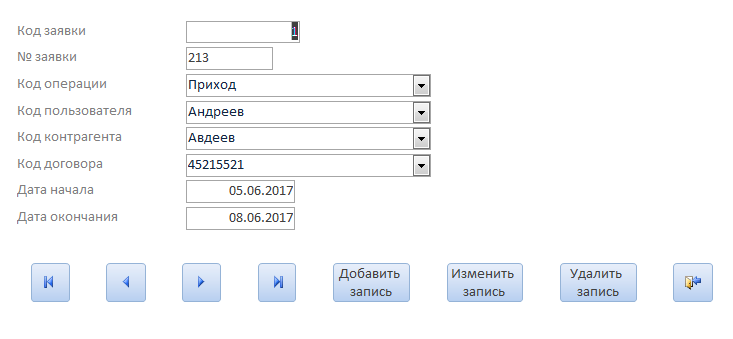 Код заявки 1
№ заявки 213
Код операции Приход
Код пользователя Андреев
Код контрагента Авдеев
Код договора 45215521
Дата начала 05.06.2017
Дата окончания 08.06.2017
Добавить Изменить Удалить
запись запись запись